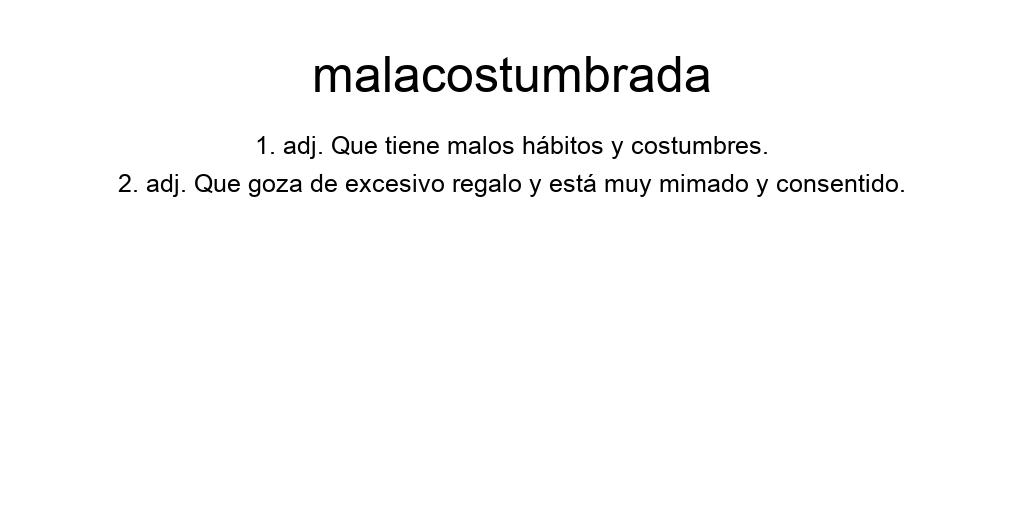 malacostumbrada
1. adj. Que tiene malos hábitos y costumbres.
2. adj. Que goza de excesivo regalo y está muy mimado y consentido.